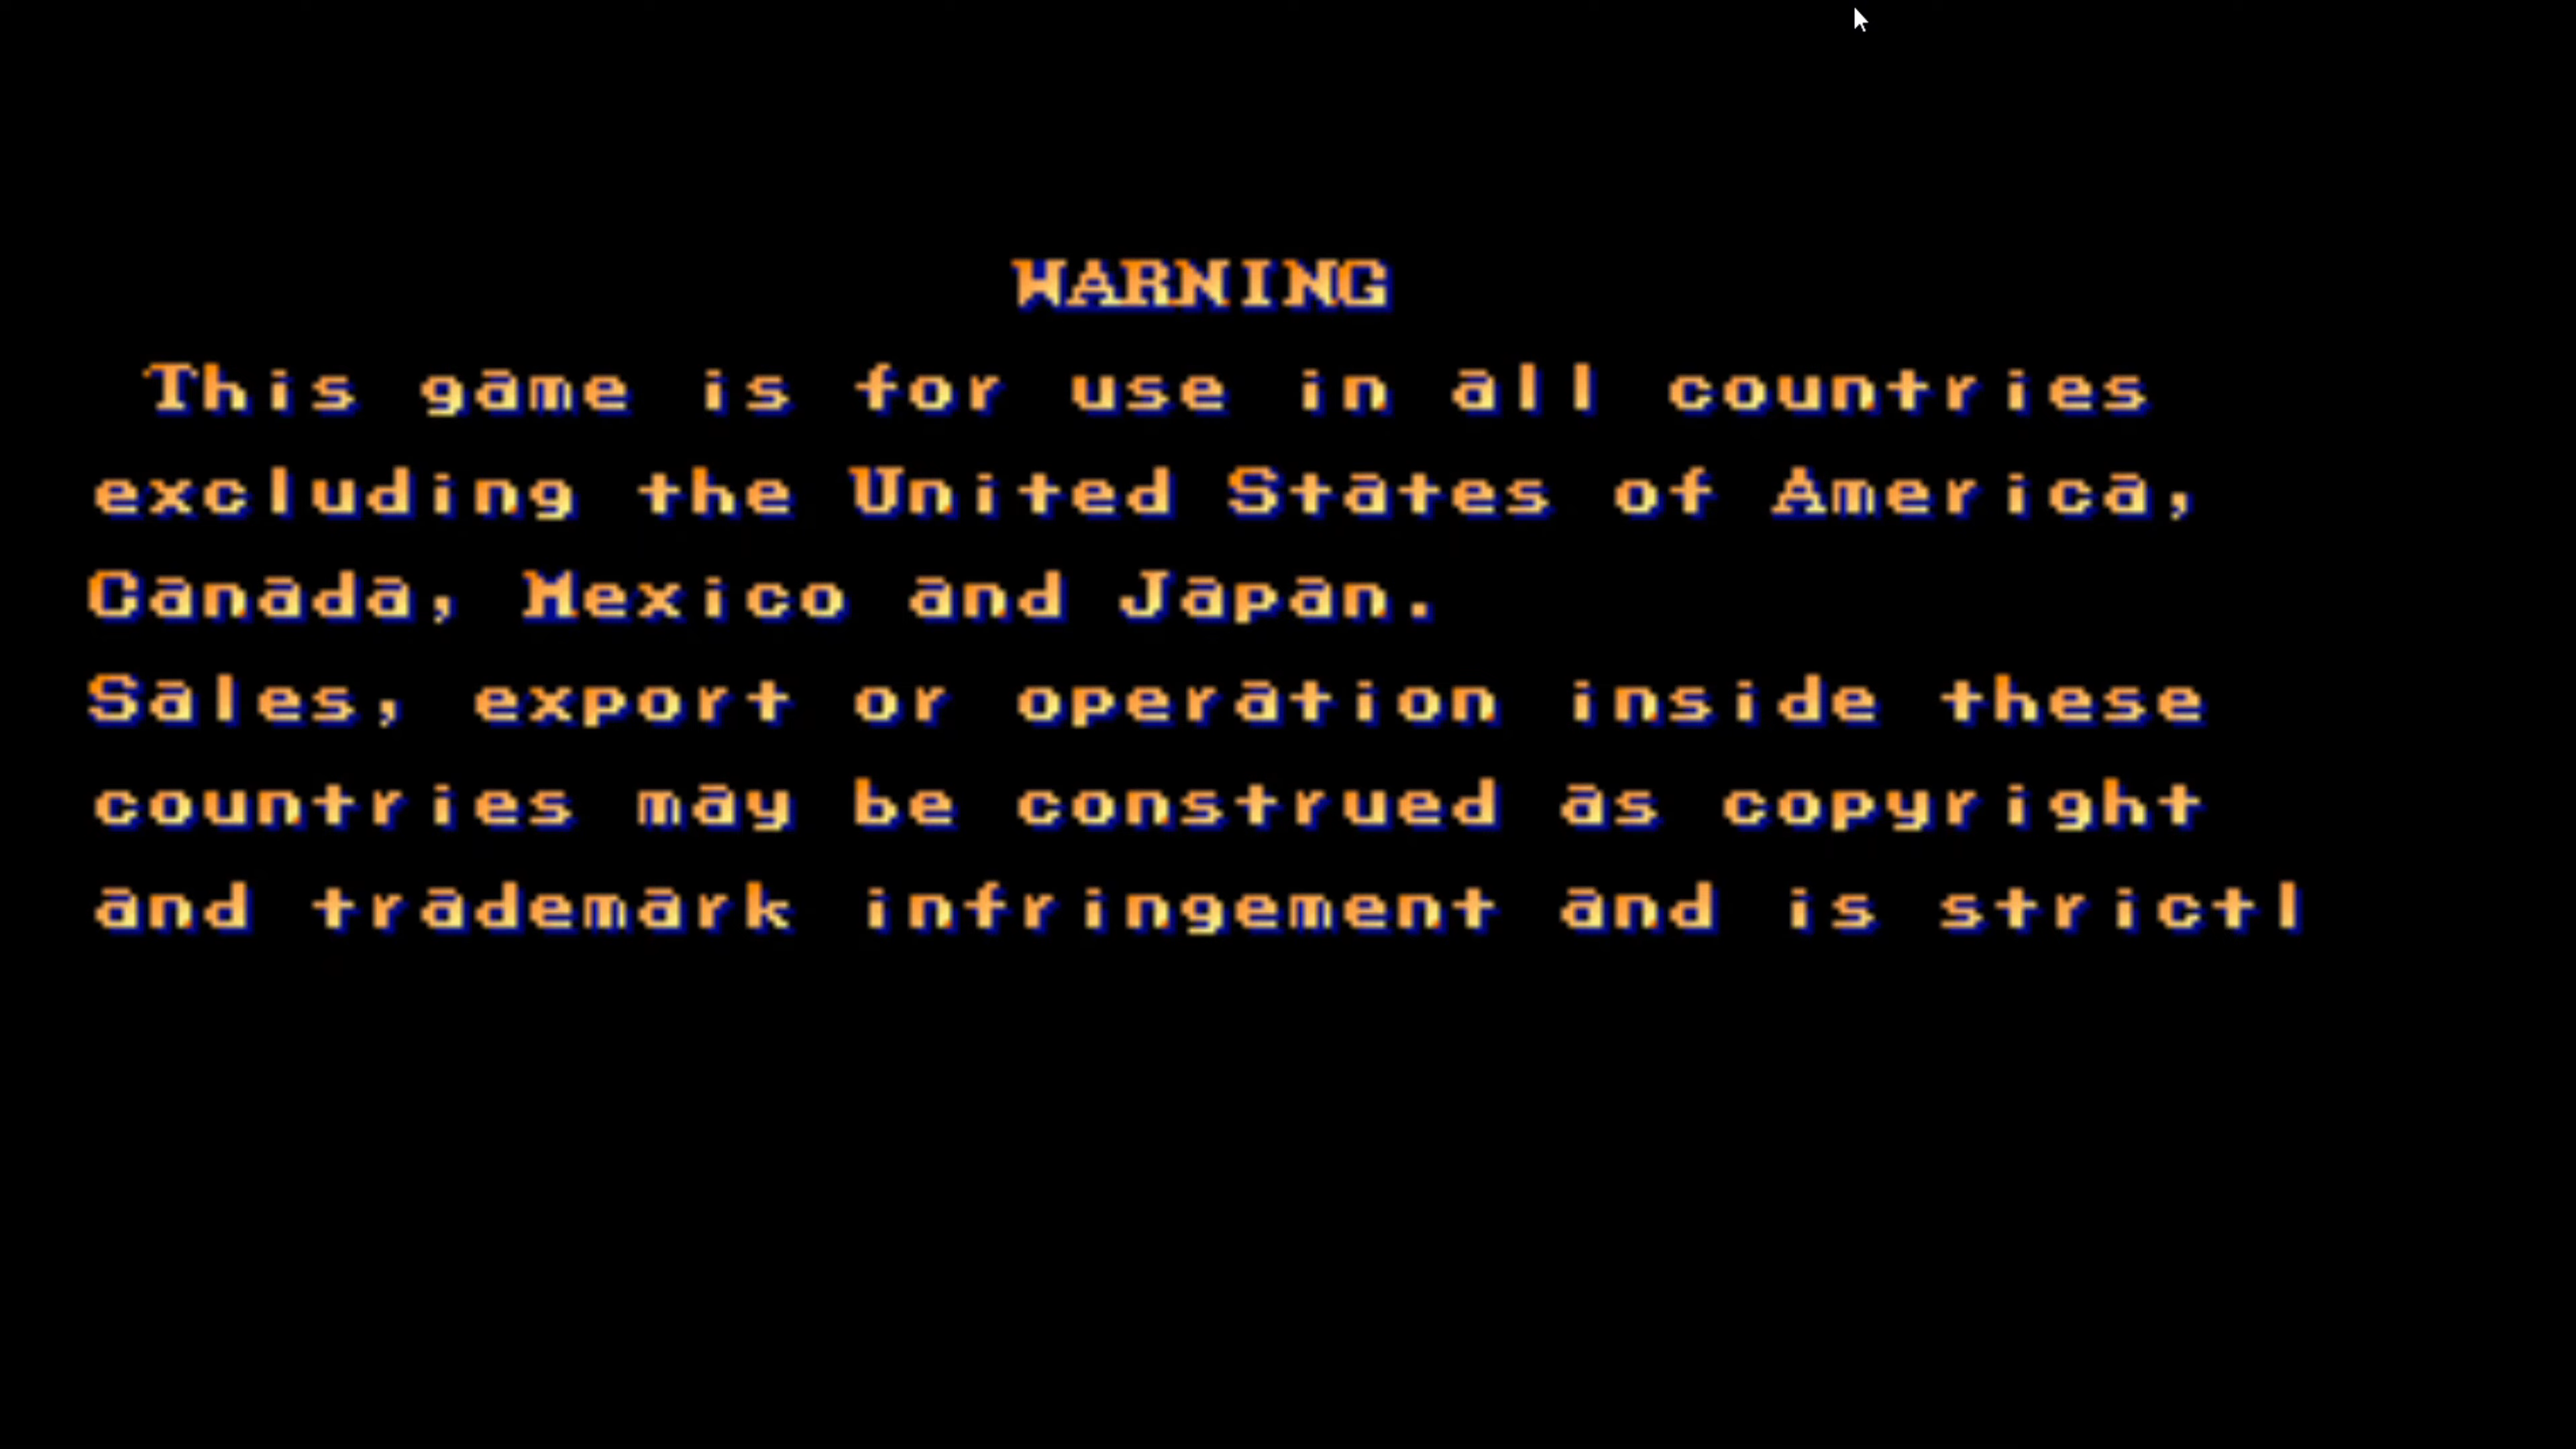 WARNING
This game is for use in all countries
excluding the United States of America,
Canada, Mexico and Japan.
Sales, export or operation inside these
countries may be construed as copyright
and trademark infringement and is strictl